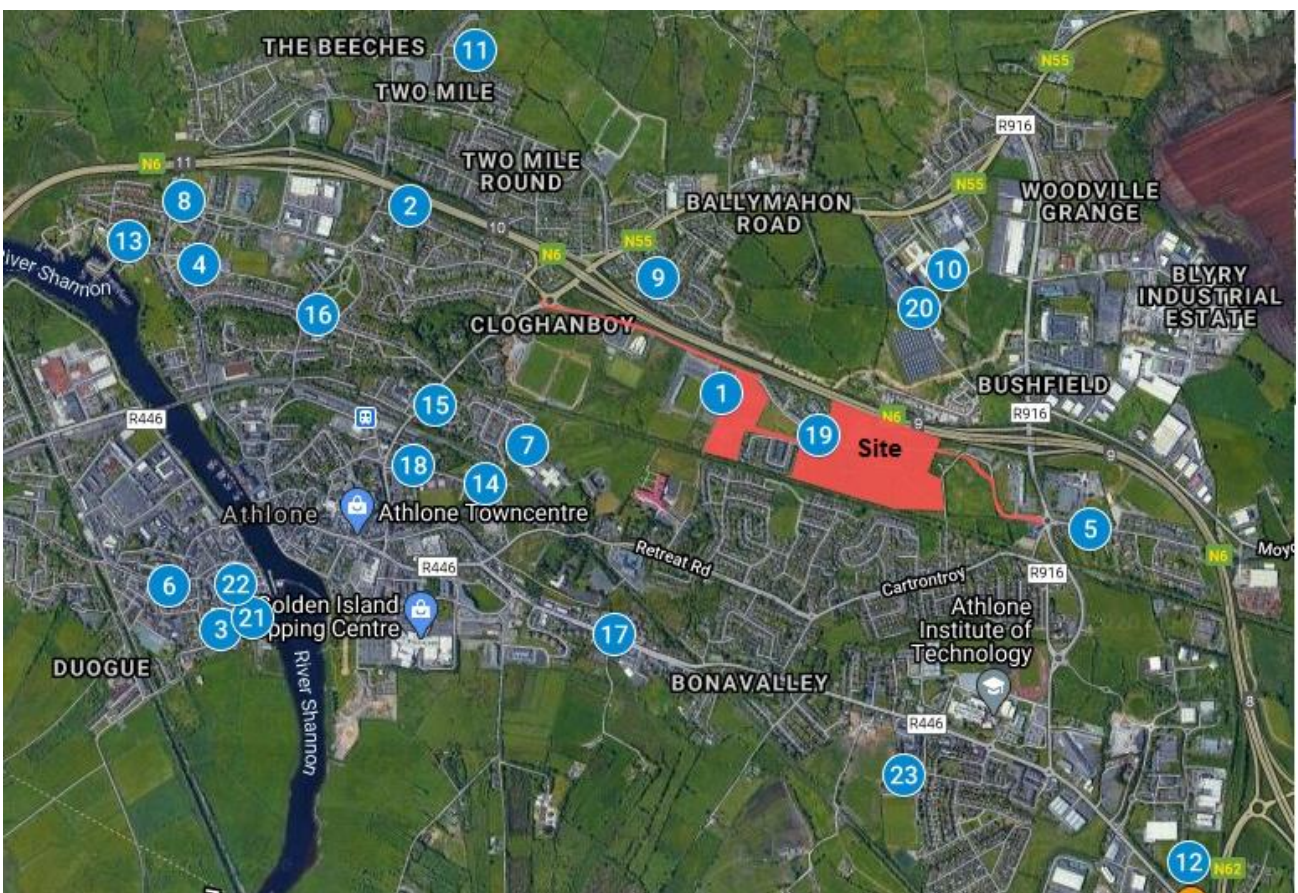 THE BEECHES
11
N55
TWO MILE
R916
N6
11
TWO MILE
ROUND
N55
WOODVILLE
GRANGE
8
2
BALLYMAHON
ROAD
10
13
N55
4
N6
9
10
BLYRY
INDUSTRIAL
ESTATE
River Shannon
16
20
CLOGHANBOY
1
BUSHFIELD
15
R446
N6
9
R916
19
Site
7
9
18
14
Athlone
Athlone Towncentre
5
Retreat Rd
N6
R446
Cartrontroy
R916
6
22
Golden Island
pping Centre
Athlone
Institute of
Technology
3
21
17
DUOGUE
River Shannon
BONAVALLEY
8
R446
23
12
N62